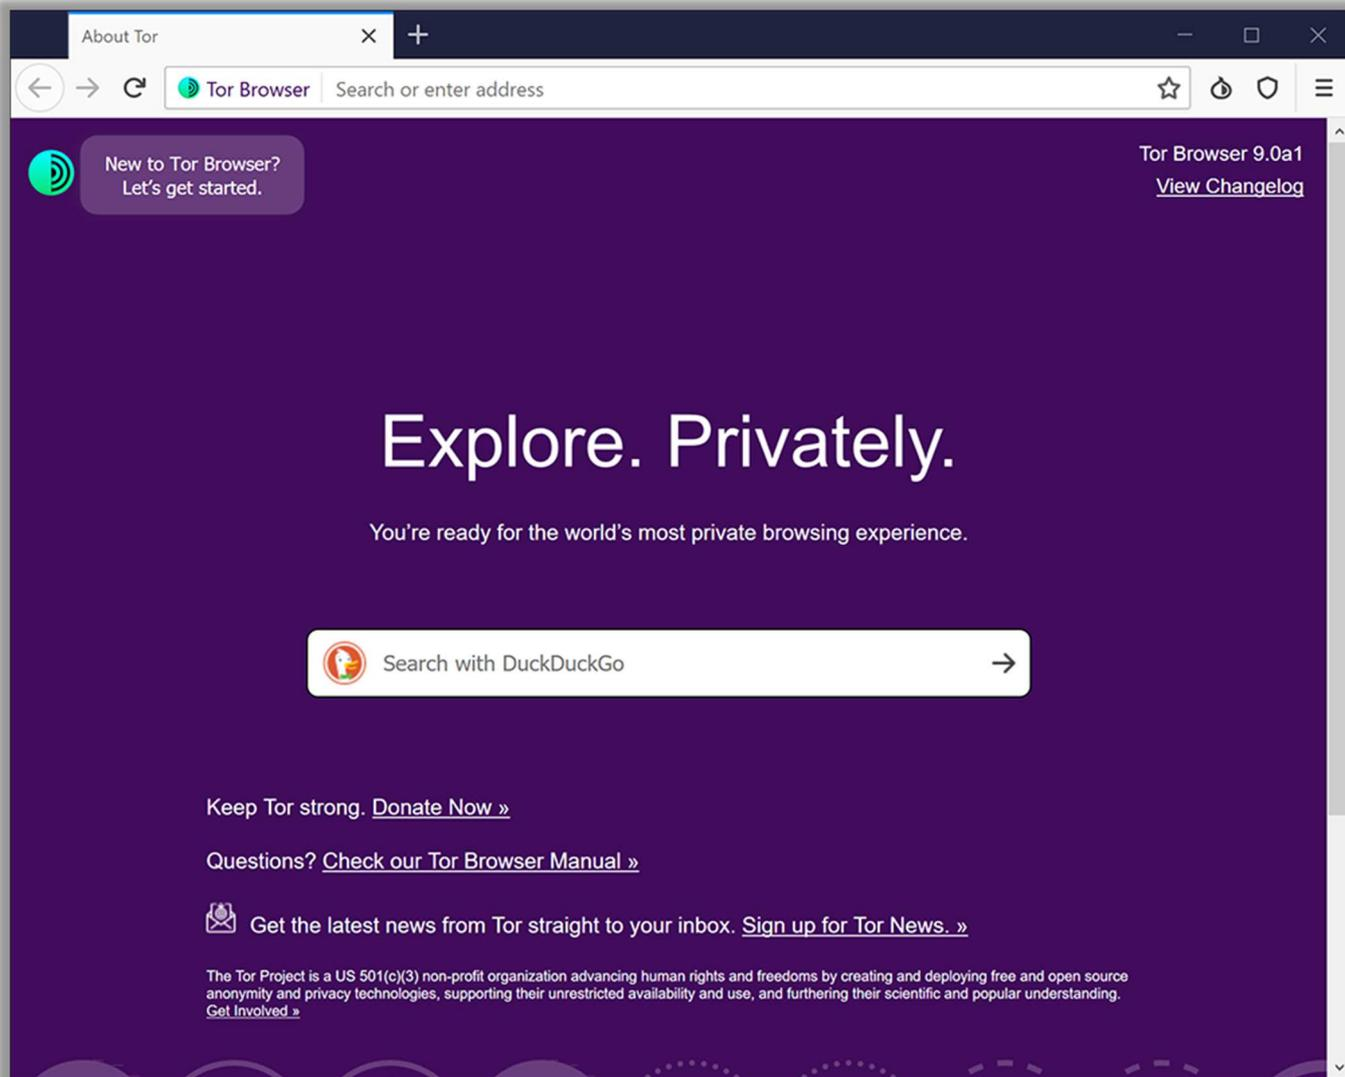 About Tor
Tor Browser
Search or enter address
New to Tor Browser?
Let’s get started.
Tor Browser 9.0a1
View Changelog
Explore. Privately.
You’re ready for the world’s most private browsing experience.
Search with DuckDuckGo
Keep Tor strong. Donate Now »
Questions? Check our Tor Browser Manual »
Get the latest news from Tor straight to your inbox. Sign up for Tor News. »
The Tor Project is a US 501(c)(3) non-profit organization advancing human rights and freedoms by creating and deploying free and open source
anonymity and privacy technologies, supporting their unrestricted availability and use, and furthering their scientific and popular understanding.
Get Involved »